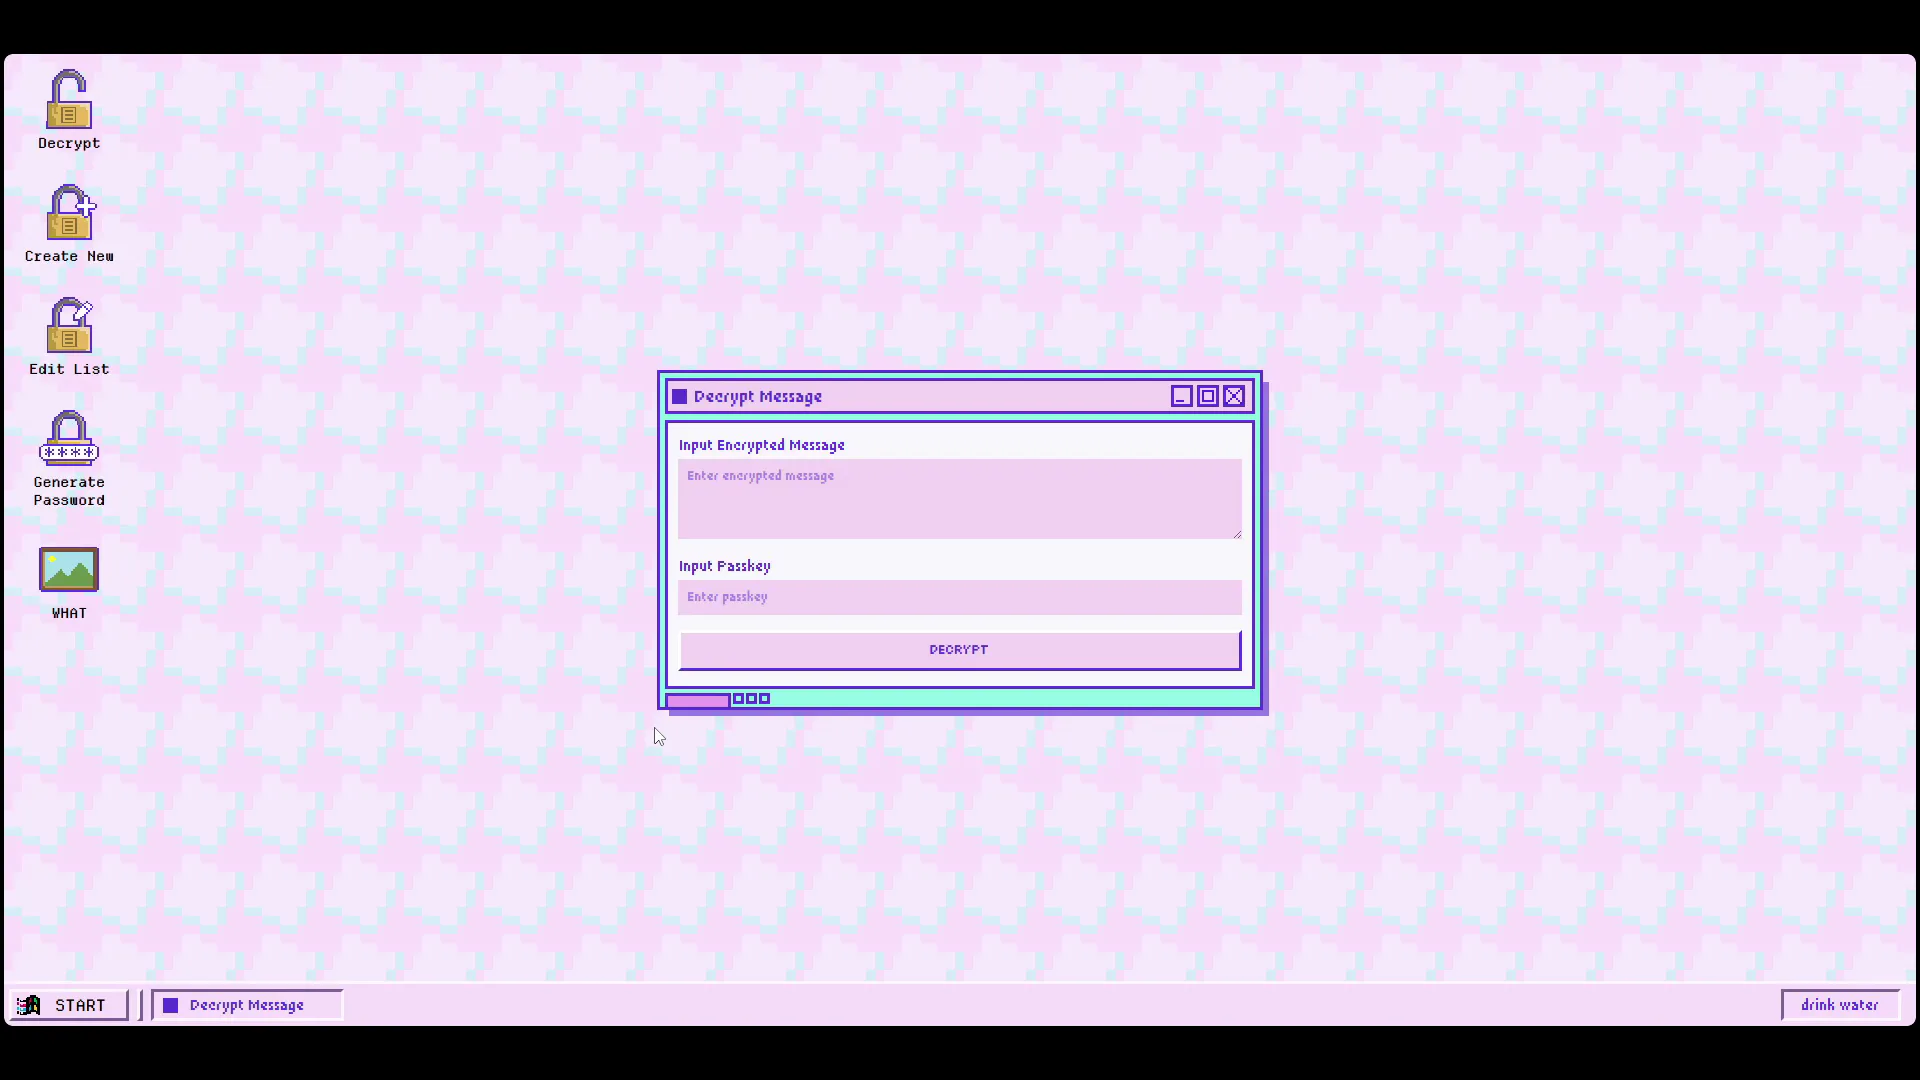 Decrypt
Create New
Edit List
****
Generate
Password
WHAT
Decrypt Message
Input Encrypted Message
Enter encrypted message
Input Passkey
Enter passkey
DECRYPT
START
Decrypt Message
drink water